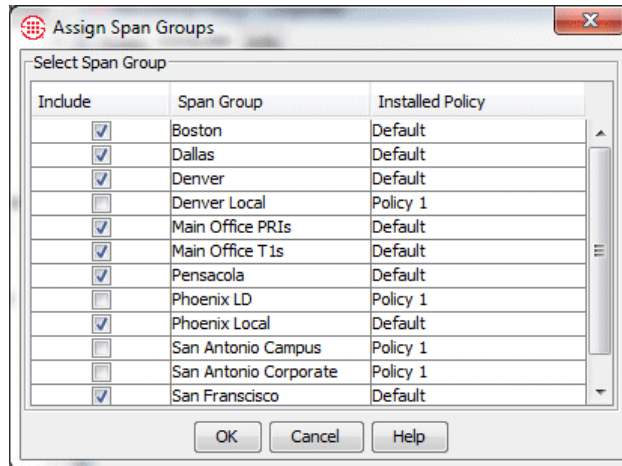 Assign Span Groups
Select Span Group
Include Span Group Installed Policy
Boston Default
Dallas Default
Denver Default
Denver Local Policy 1
Main Office PRIs Default
Main Office T1s Default
Pensacola Default
Phoenix LD Policy 1
Phoenix Local Default
San Antonio Campus Policy 1
San Antonio Corporate Policy 1
San Franscisco Default
OK Cancel Help